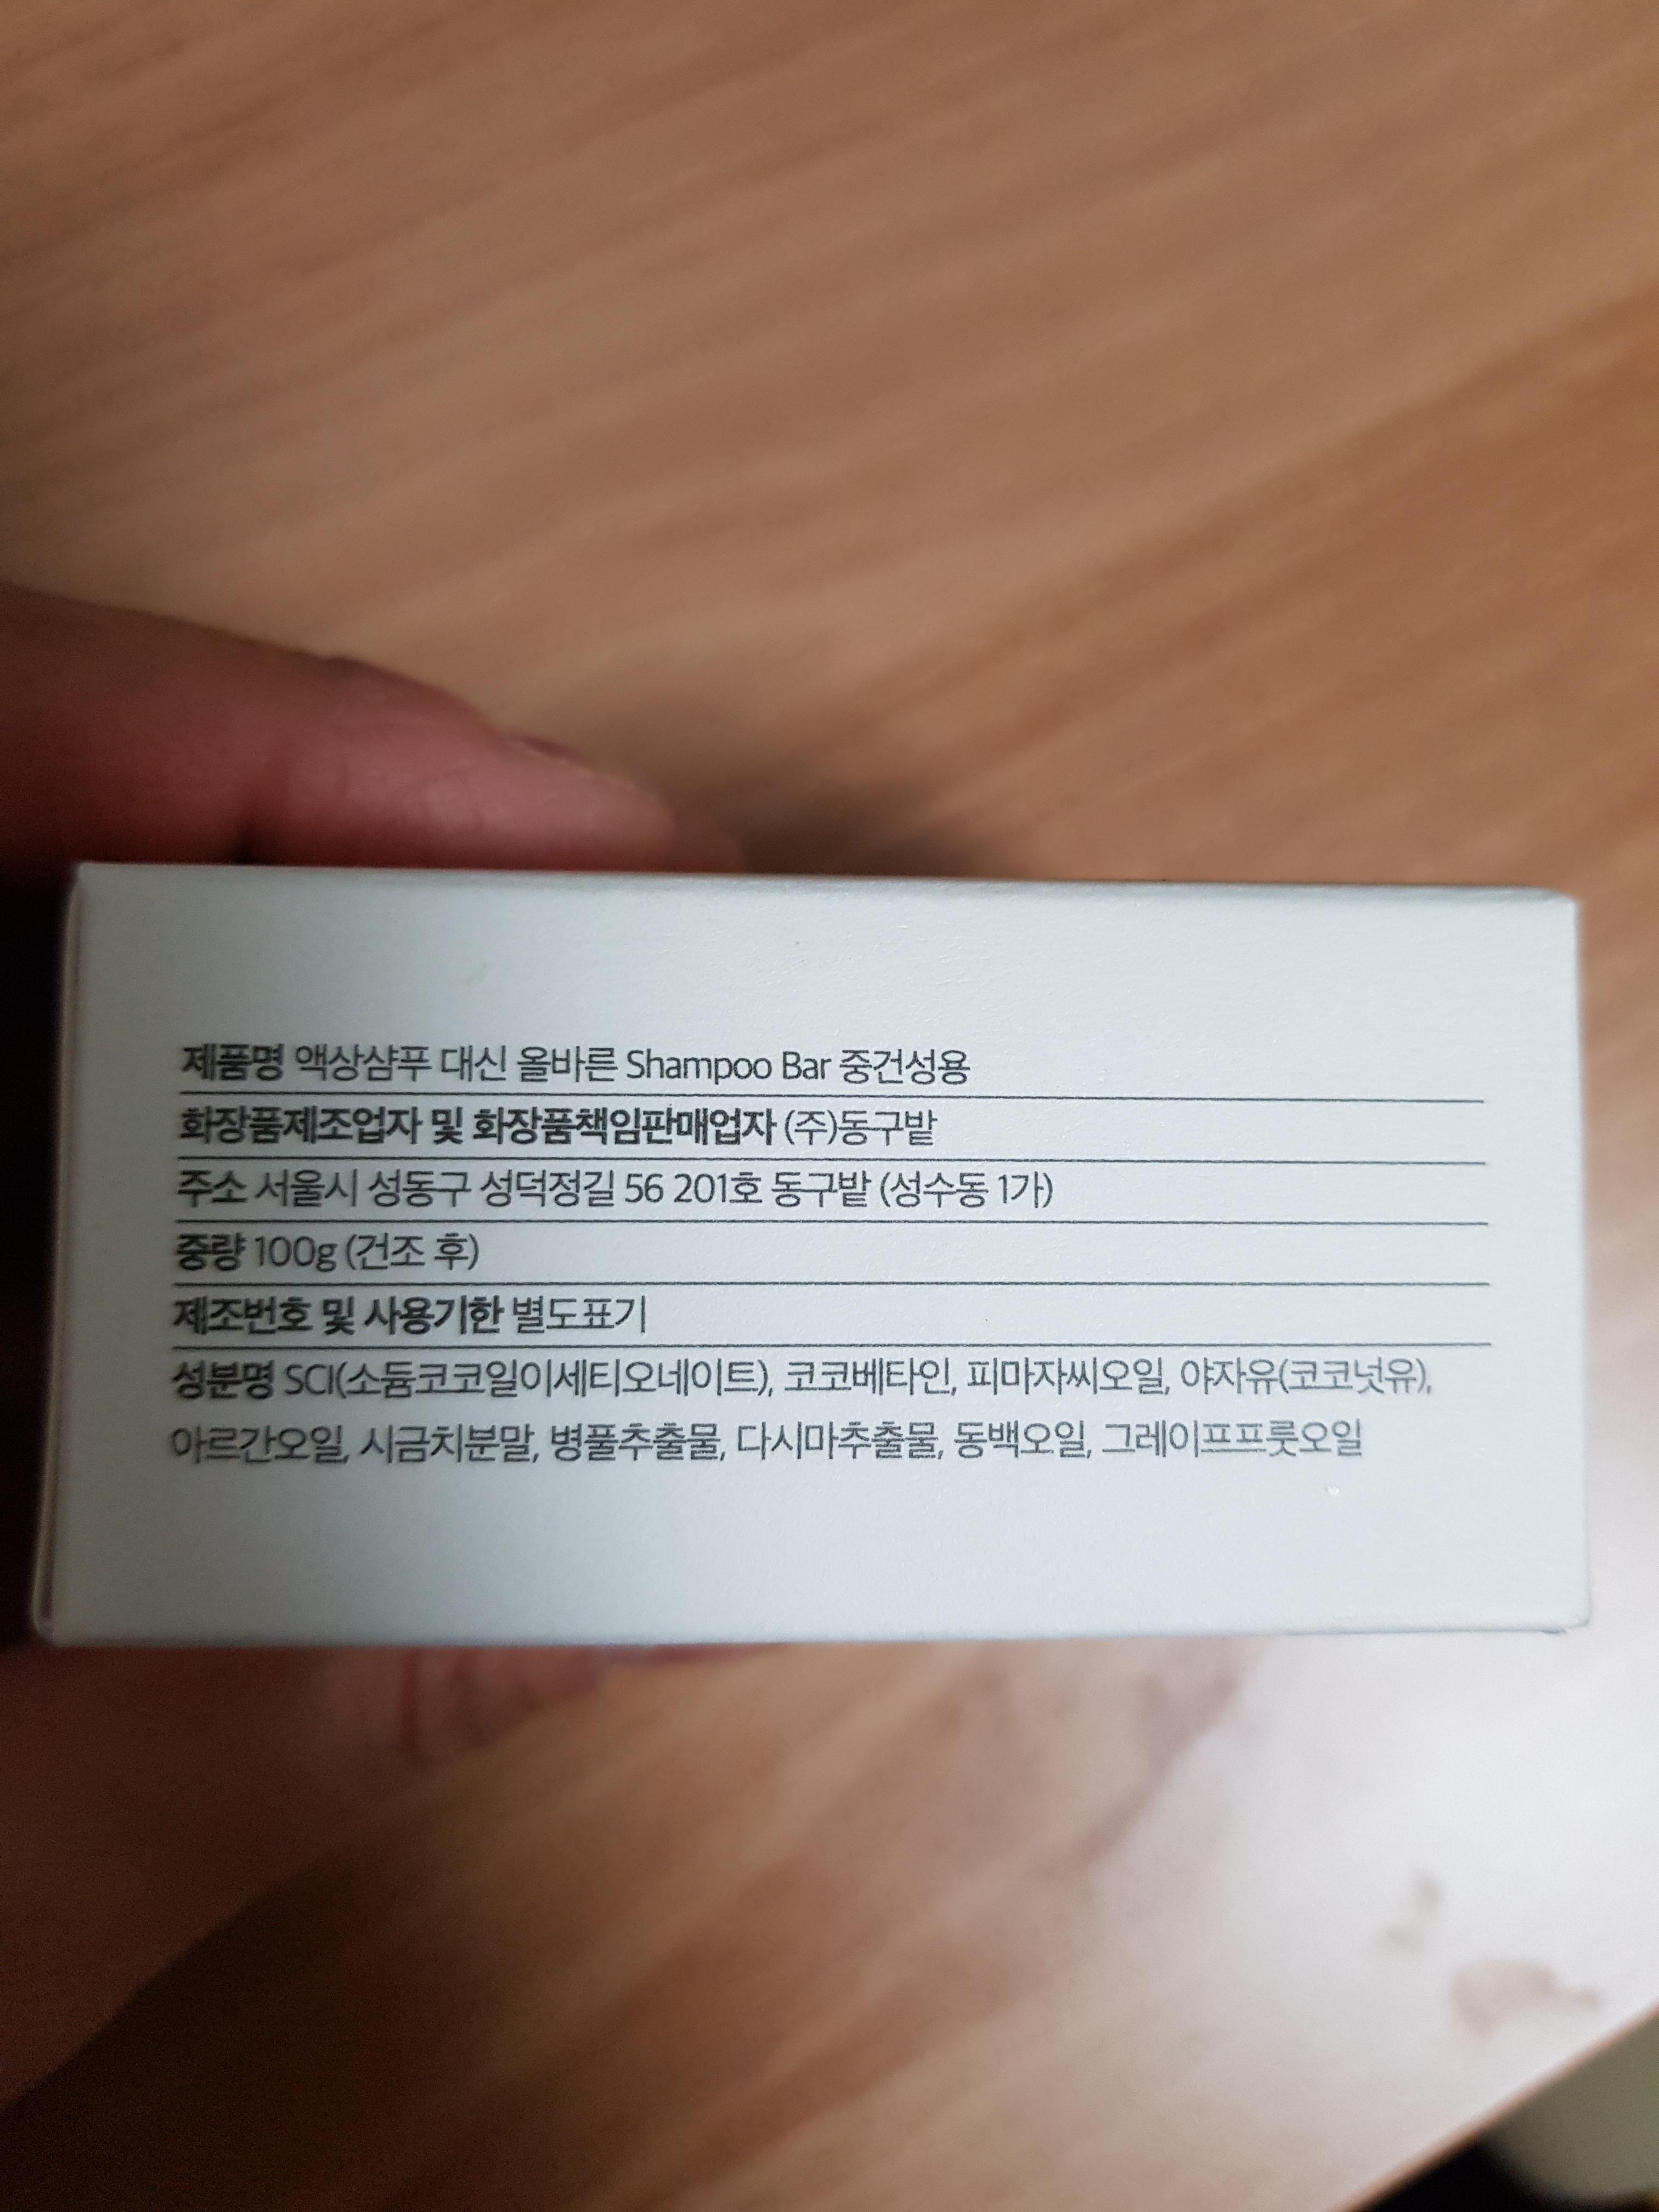 제품명 액상샴푸 대신 올바른 Shampoo Bar 중건성용
화장품제조업자 및 화장품책임판매업자 (주)동구밭
주소 서울시 성동구 성덕정길 56 201호 동구밭 (성수동 1가)
중량 100g (건조 후)
제조번호 및 사용기한 별도표기
성분명 SCI(소듐코코일이세티오네이트), 코코베타인, 피마자씨오일, 야자유(코코넛유),
아르간오일, 시금치분말, 병풀추출물, 다시마추출물, 동백오일, 그레이프프룻오일